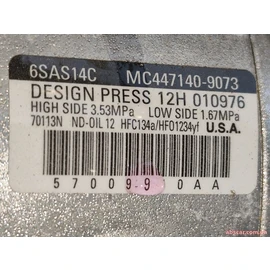 6SAS14C MC447140-9073
DESIGN PRESS 12H 010976
HIGH SIDE 3.53MPa LOW SIDE 1.67MPa
70113N ND-OIL 12 HFC134a/HFO1234yf U.S.A.
570099 0AA